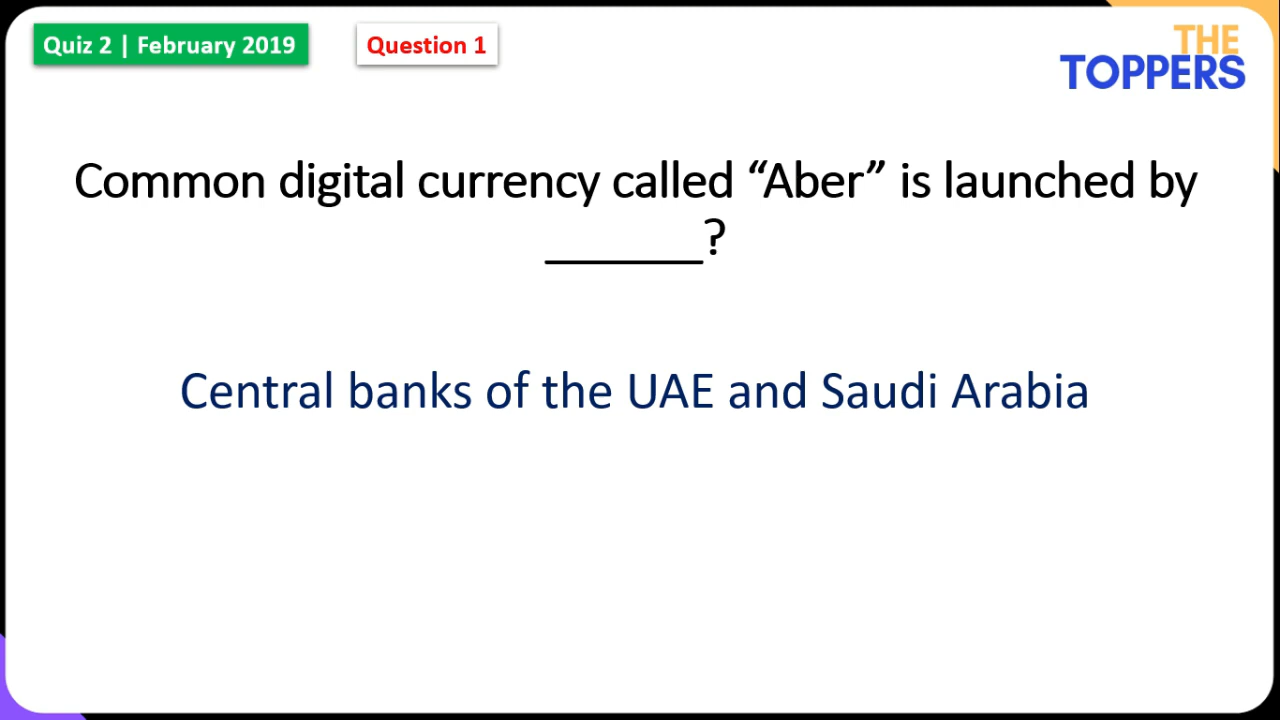 Quiz 2 | February 2019
Question 1
THE
TOPPERS
Common digital currency called “Aber” is launched by
______?
Central banks of the UAE and Saudi Arabia